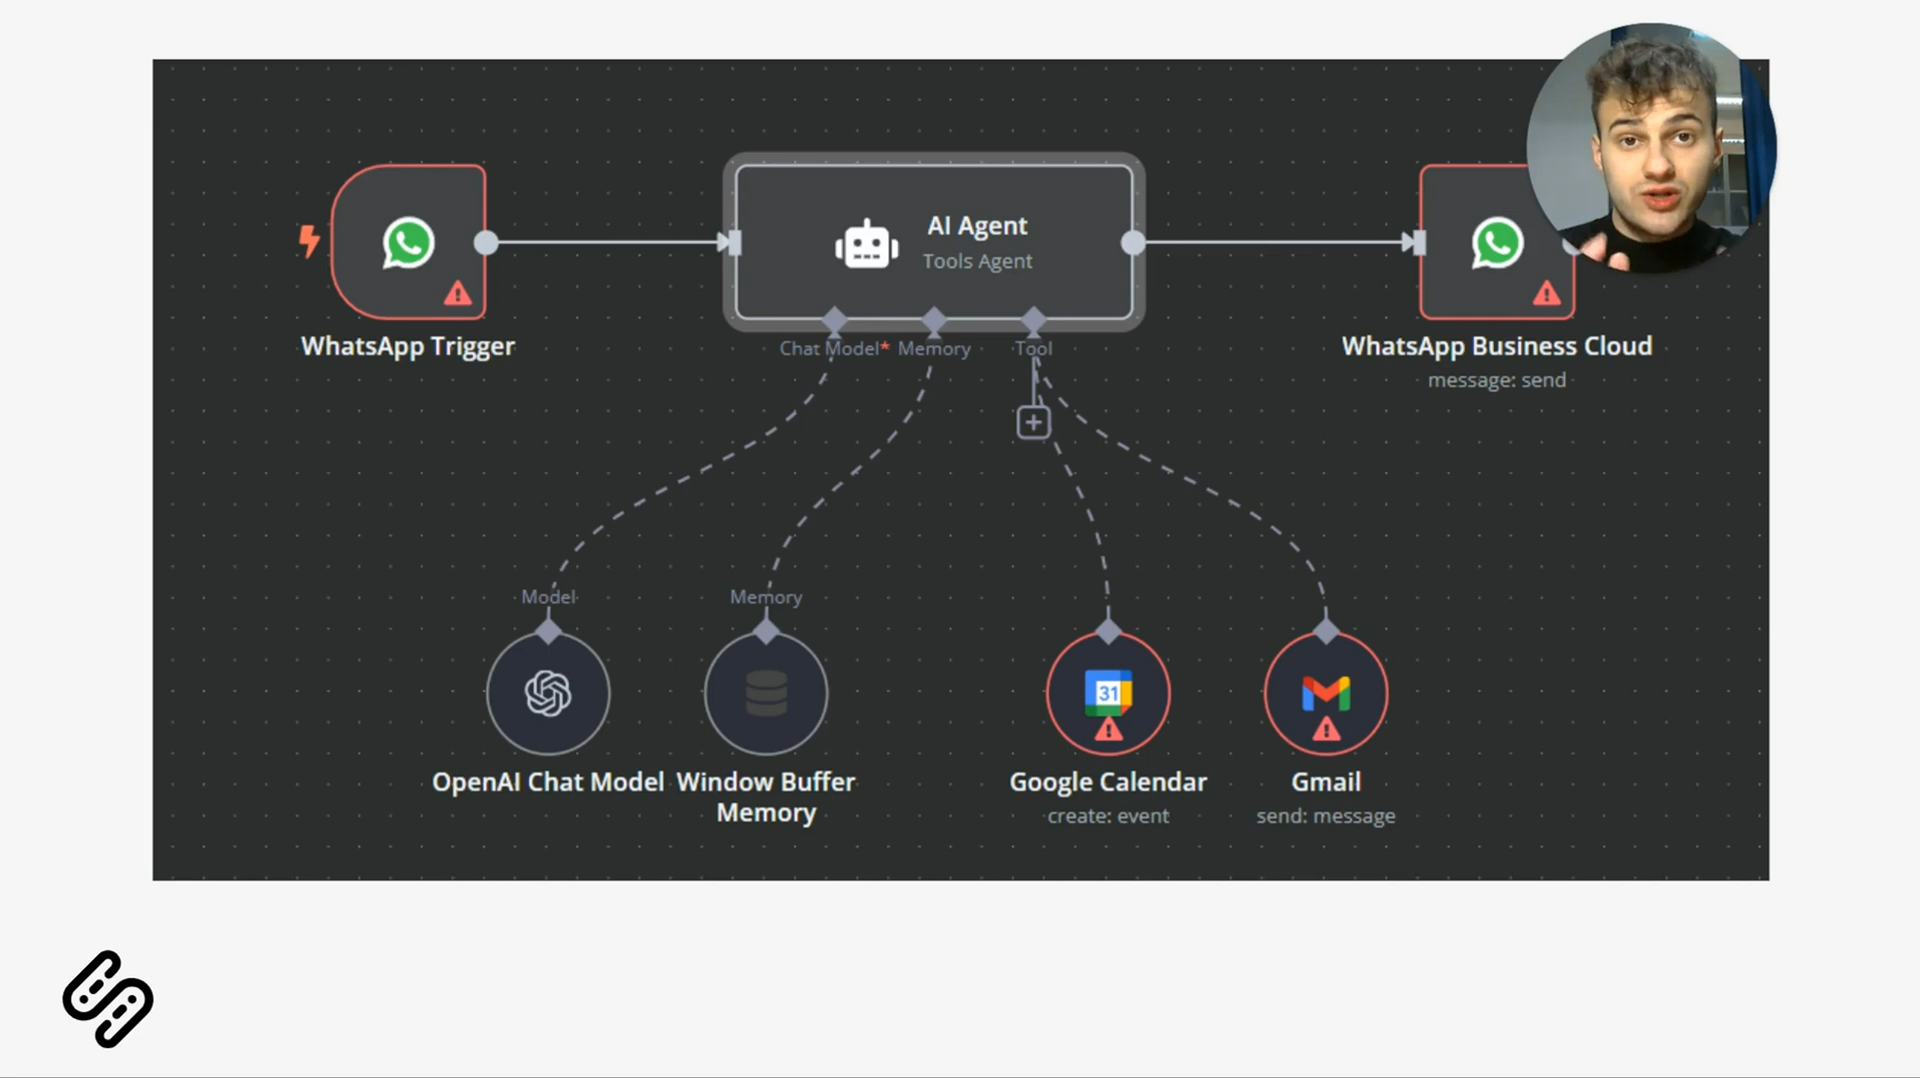 AI Agent
Tools Agent
Chat Model* Memory Tool
WhatsApp Trigger
WhatsApp Business Cloud
message: send
Model
Memory
31
OpenAI Chat Model
Window Buffer
Memory
Google Calendar
create: event
Gmail
send: message